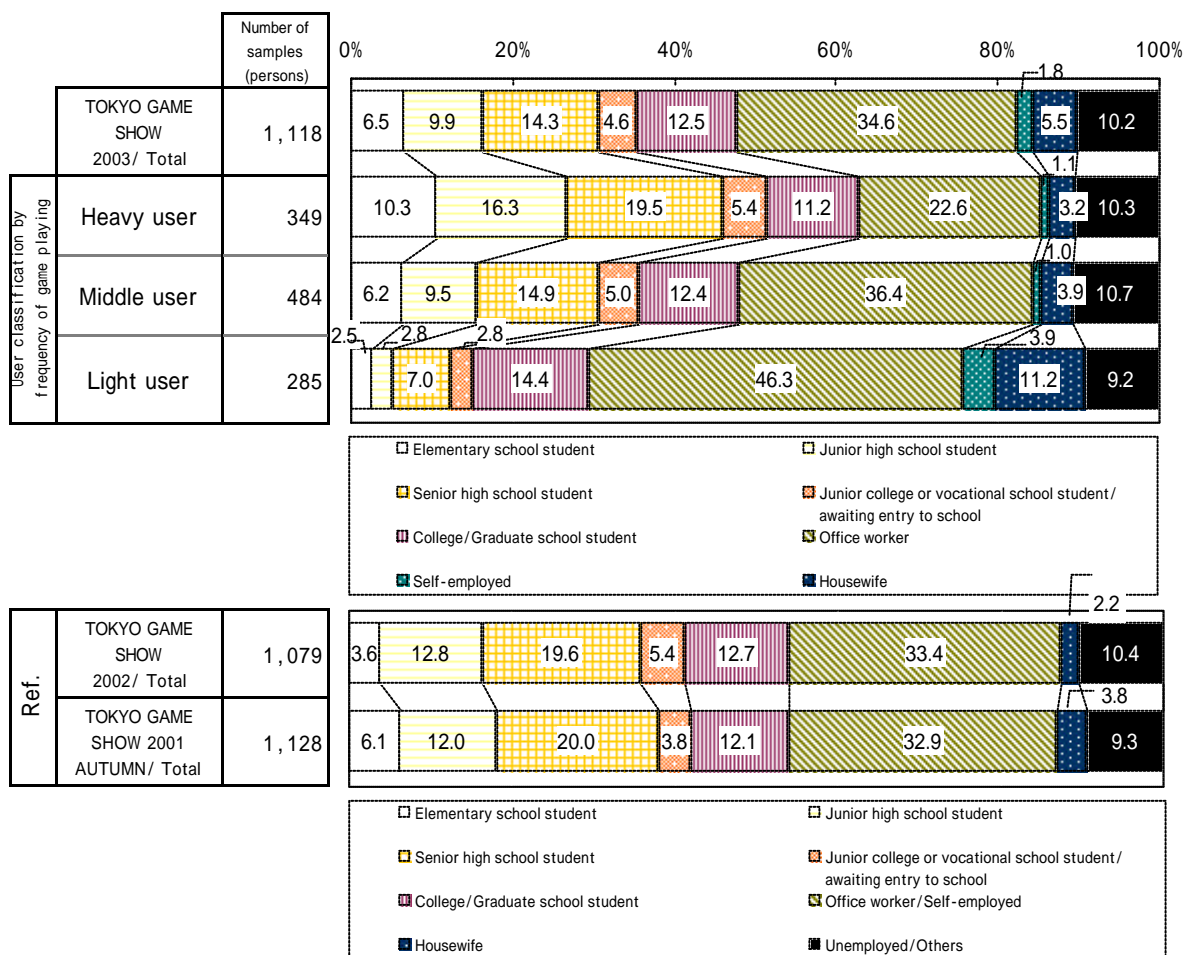 Number of
samples
(persons)
0%
20%
40%
60%
80%
100%
1.8
TOKYO GAME
SHOW
2003/ Total
1,118
6.5
9.9
14.3
4.6
12.5
34.6
5.5
10.2
User classification by
frequency of game playing
1.1
Heavy user
349
10.3
16.3
19.5
5.4
11.2
22.6
3.2
10.3
1.0
Middle user
484
6.2
9.5
14.9
5.0
12.4
36.4
3.9
10.7
2.5
2.8
2.8
3.9
Light user
285
7.0
14.4
46.3
11.2
9.2
Elementary school student
Junior high school student
Senior high school student
Junior college or vocational school student/
awaiting entry to school
College/Graduate school student
Office worker
Self-employed
Housewife
2.2
Ref.
TOKYO GAME
SHOW
2002/ Total
1,079
3.6
12.8
19.6
5.4
12.7
33.4
10.4
3.8
TOKYO GAME
SHOW 2001
AUTUMN/ Total
1,128
6.1
12.0
20.0
3.8
12.1
32.9
9.3
Elementary school student
Junior high school student
Senior high school student
Junior college or vocational school student/
awaiting entry to school
College/Graduate school student
Office worker/Self-employed
Housewife
Unemployed/Others